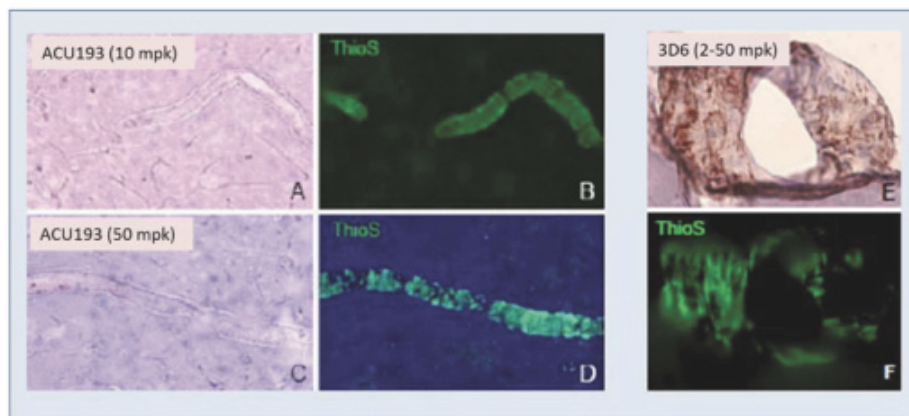 ACU193 (10 mpk)
A
ThioS
B
3D6 (2-50 mpk)
E
ACU193 (50 mpk)
C
ThioS
D
ThioS
F